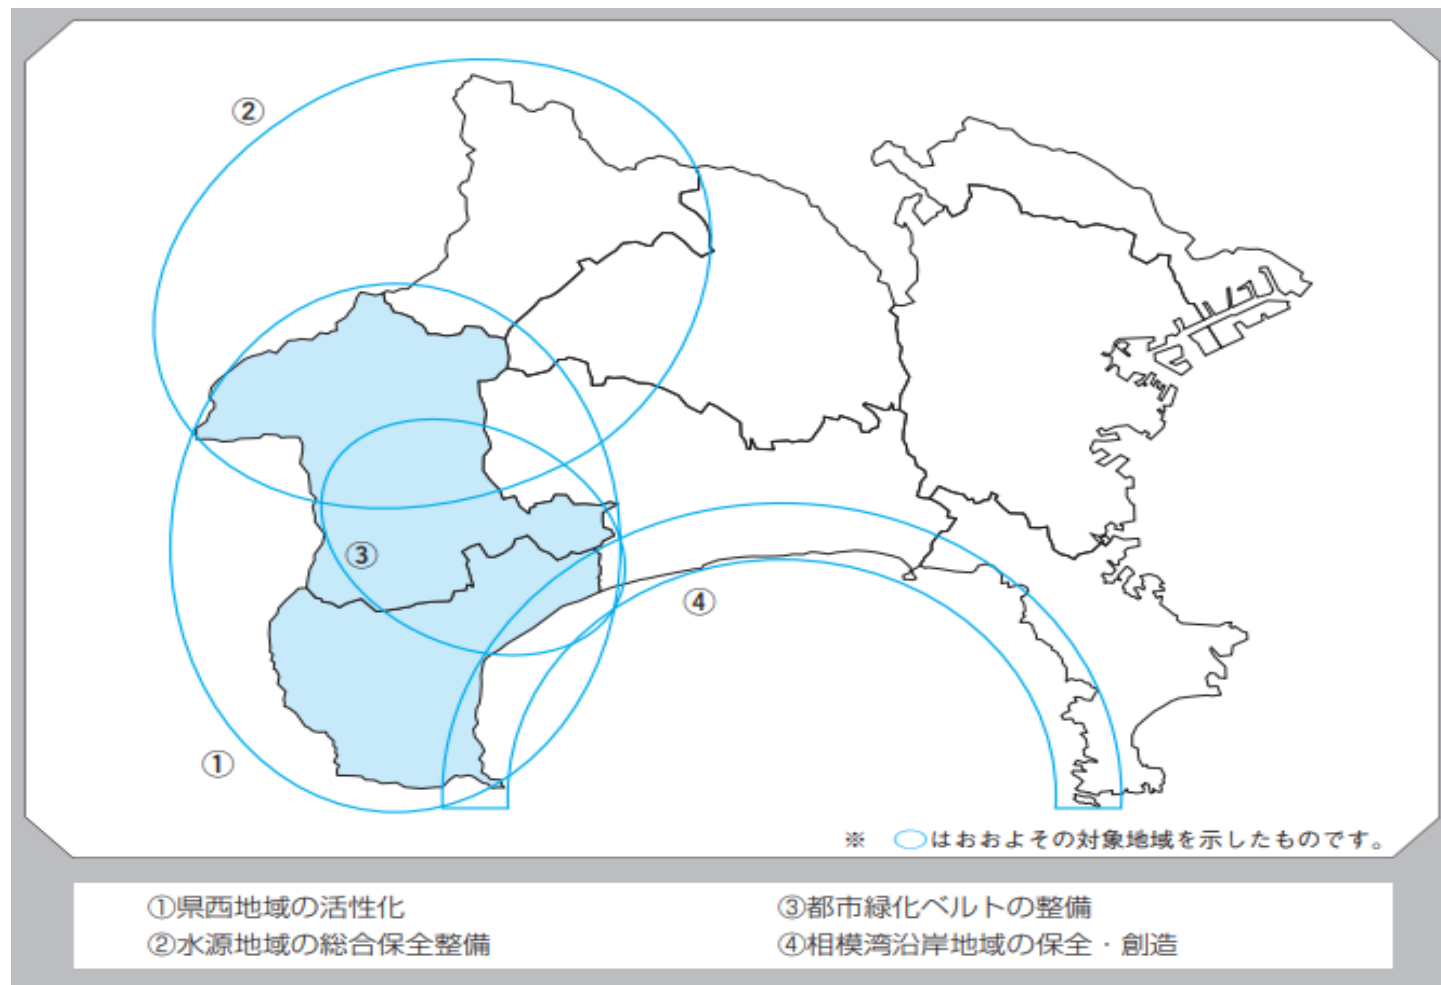 ②
③
④
①
※ ○はおおよその対象地域を示したものです。
①県西地域の活性化
③都市緑化ベルトの整備
②水源地域の総合保全整備
④相模湾沿岸地域の保全・創造